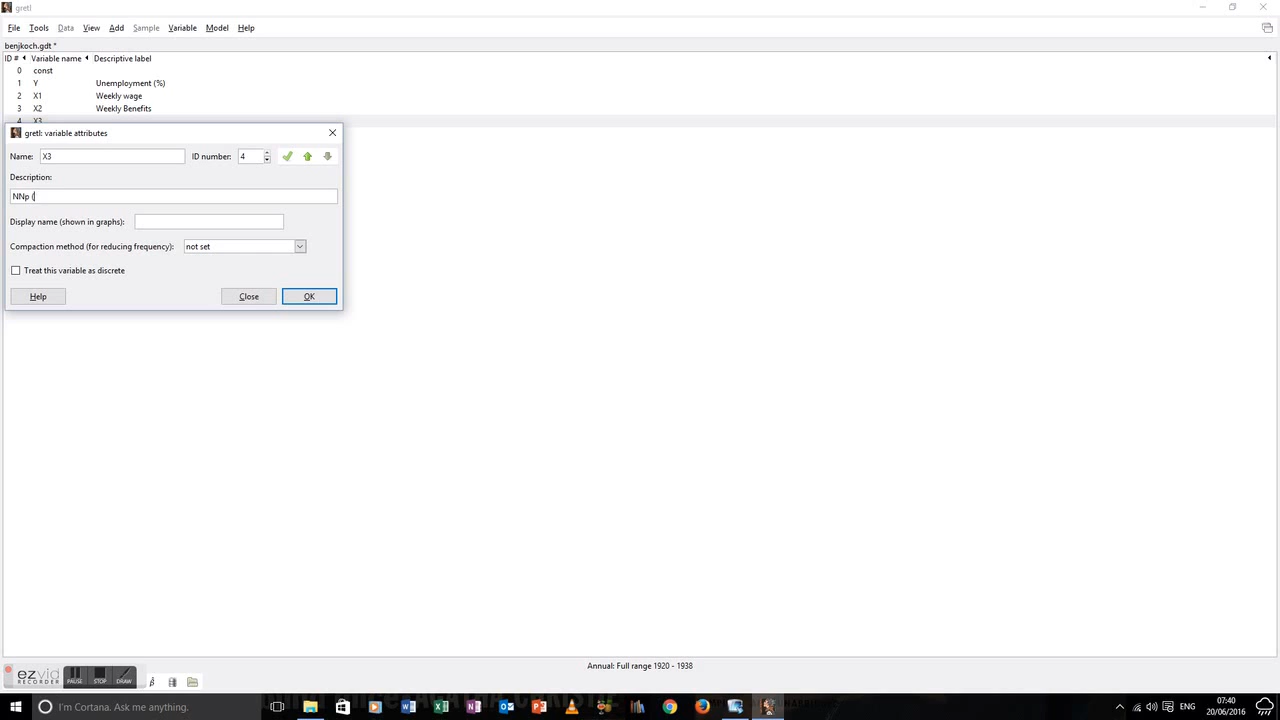 gretl
File Tools Data View Add Sample Variable Model Help
benjkoch.gdt *
ID # Variable name Descriptive label
0 const
1 Y Unemployment (%)
2 X1 Weekly wage
3 X2 Weekly Benefits
4 X3
gretl: variable attributes
Name: X3 ID number: 4
Description:
NNp (
Display name (shown in graphs):
Compaction method (for reducing frequency): not set
Treat this variable as discrete
Help Close OK
Annual: Full range 1920 - 1938
ezvid
RECORDER PAUSE STOP DRAW β
I'm Cortana. Ask me anything.
ENG
07:40
20/06/2016